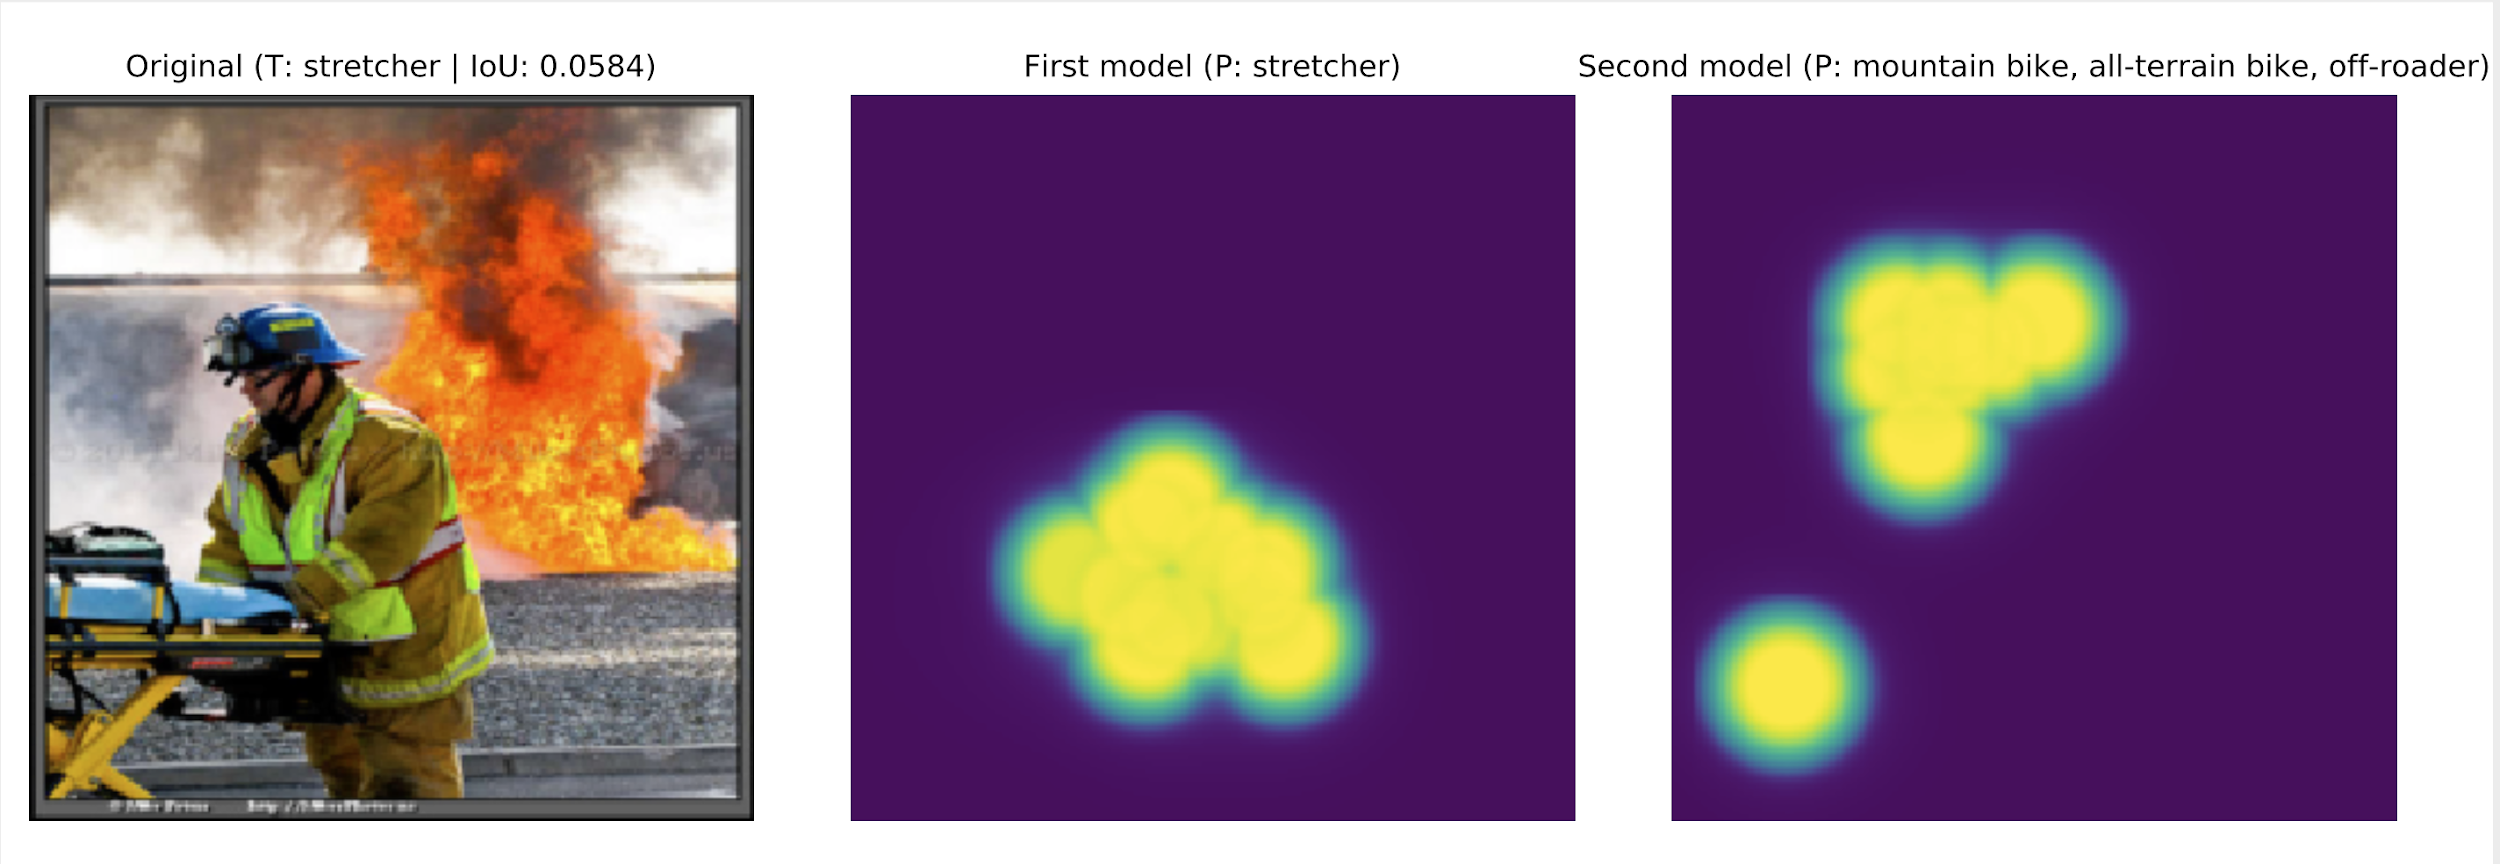 Original (T: stretcher | IoU: 0.0584)
First model (P: stretcher)
Second model (P: mountain bike, all-terrain bike, off-roader)